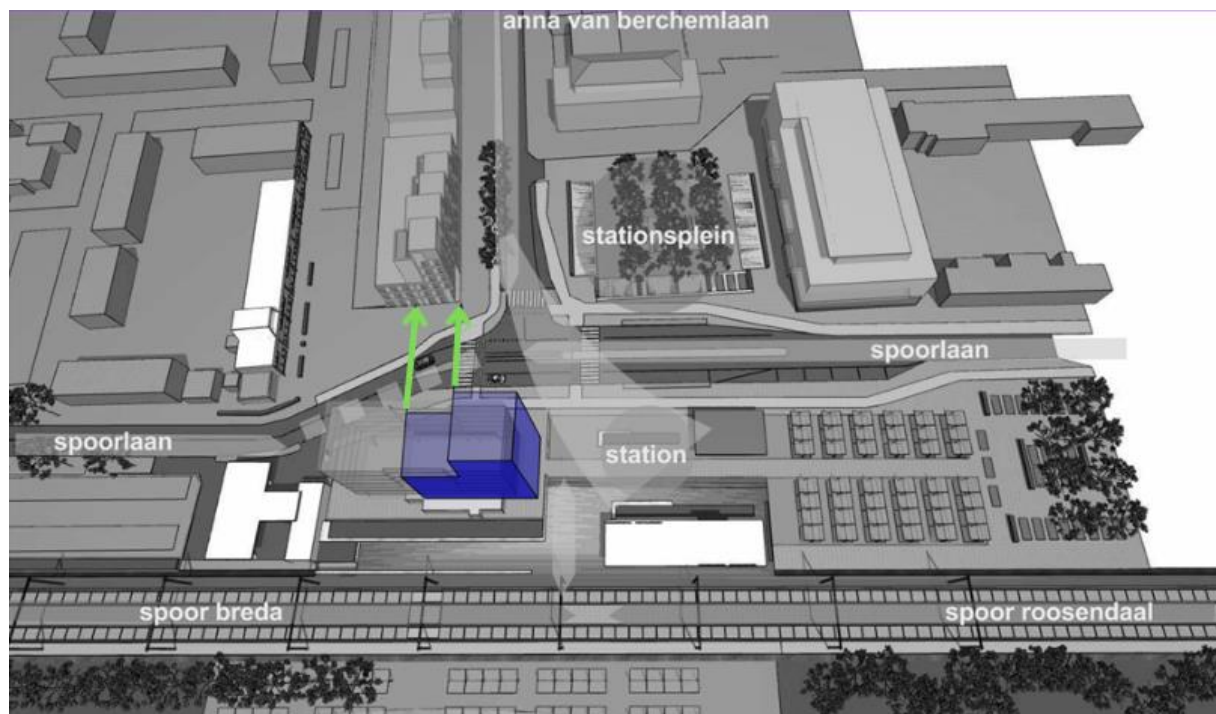 anna van berchemlaan
stationsplein
spoorlaan
spoorlaan
station
spoor breda
spoor roosendaal